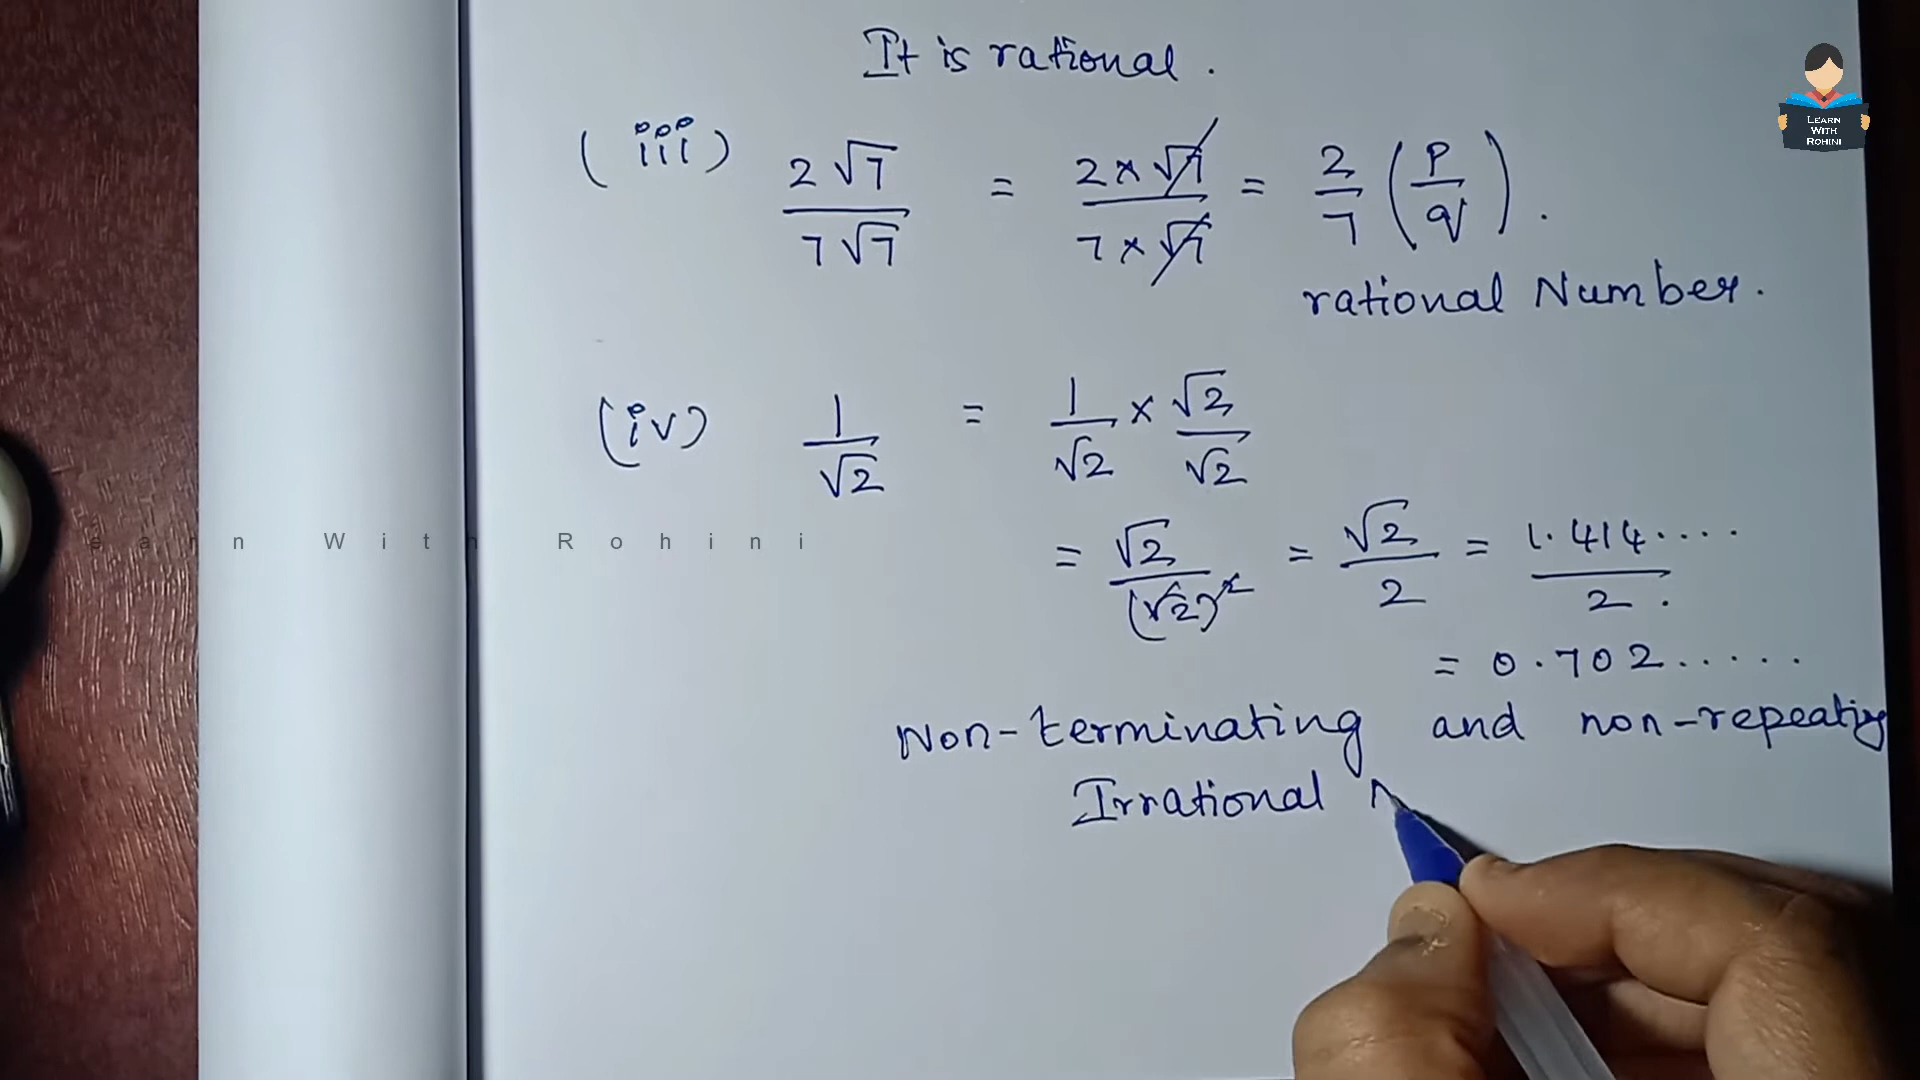 It is rational.
LEARN
WITH
ROHINI
(iii) 2√7/7√7 = 2×√7/7×√7 = 2/7 (p/q).
rational Number.
(iv) 1/√2 = 1/√2 × √2/√2
earn With Rohini
= √2/(√2)² = √2/2 = 1.414..../2.
= 0.702.....
Non-terminating and non-repeating
Irrational N